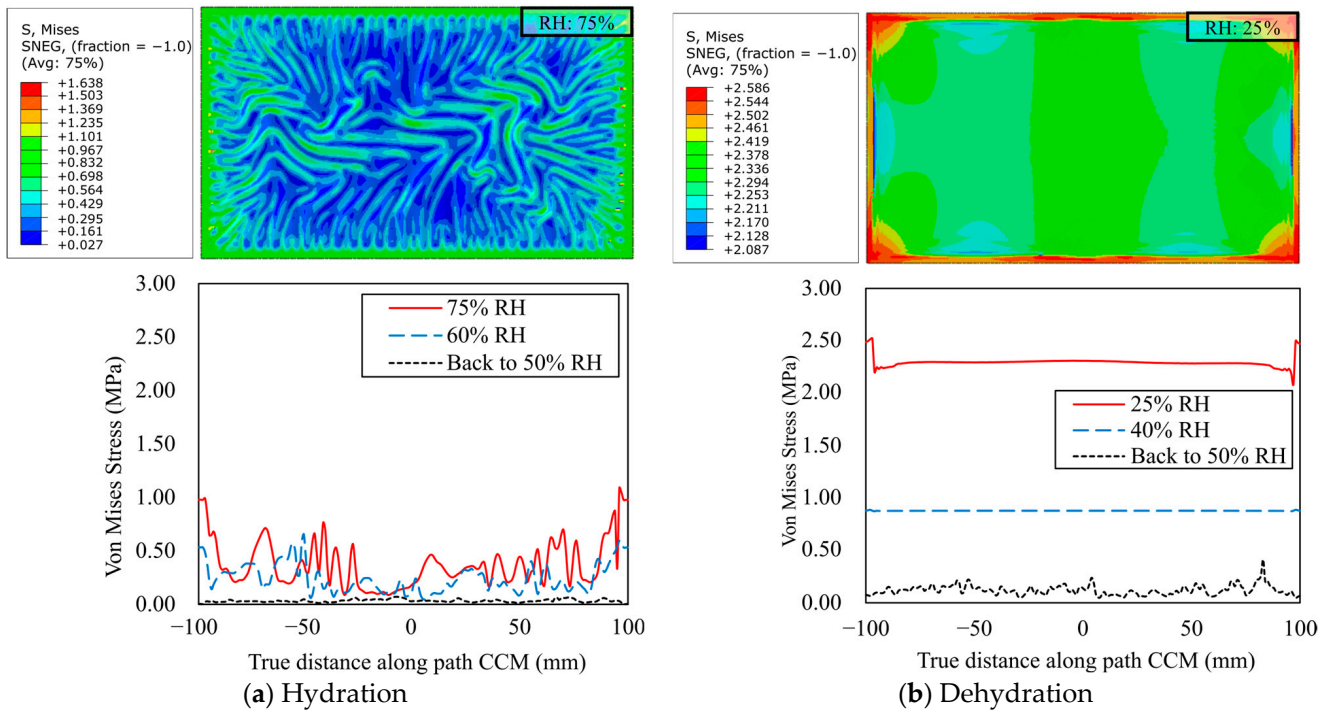 S, Mises
SNEG, (fraction = −1.0)
(Avg: 75%)
+1.638
+1.503
+1.369
+1.235
+1.101
+0.967
+0.832
+0.698
+0.564
+0.429
+0.295
+0.161
+0.027
RH: 75%
3.00
2.50
2.00
1.50
1.00
0.50
0.00
Von Mises Stress (MPa)
75% RH
60% RH
Back to 50% RH
−100
−50
0
50
100
True distance along path CCM (mm)
(a) Hydration
S, Mises
SNEG, (fraction = −1.0)
(Avg: 75%)
+2.586
+2.544
+2.502
+2.461
+2.419
+2.378
+2.336
+2.294
+2.253
+2.211
+2.170
+2.128
+2.087
RH: 25%
3.00
2.50
2.00
1.50
1.00
0.50
0.00
Von Mises Stress (MPa)
25% RH
40% RH
Back to 50% RH
−100
−50
0
50
100
True distance along path CCM (mm)
(b) Dehydration